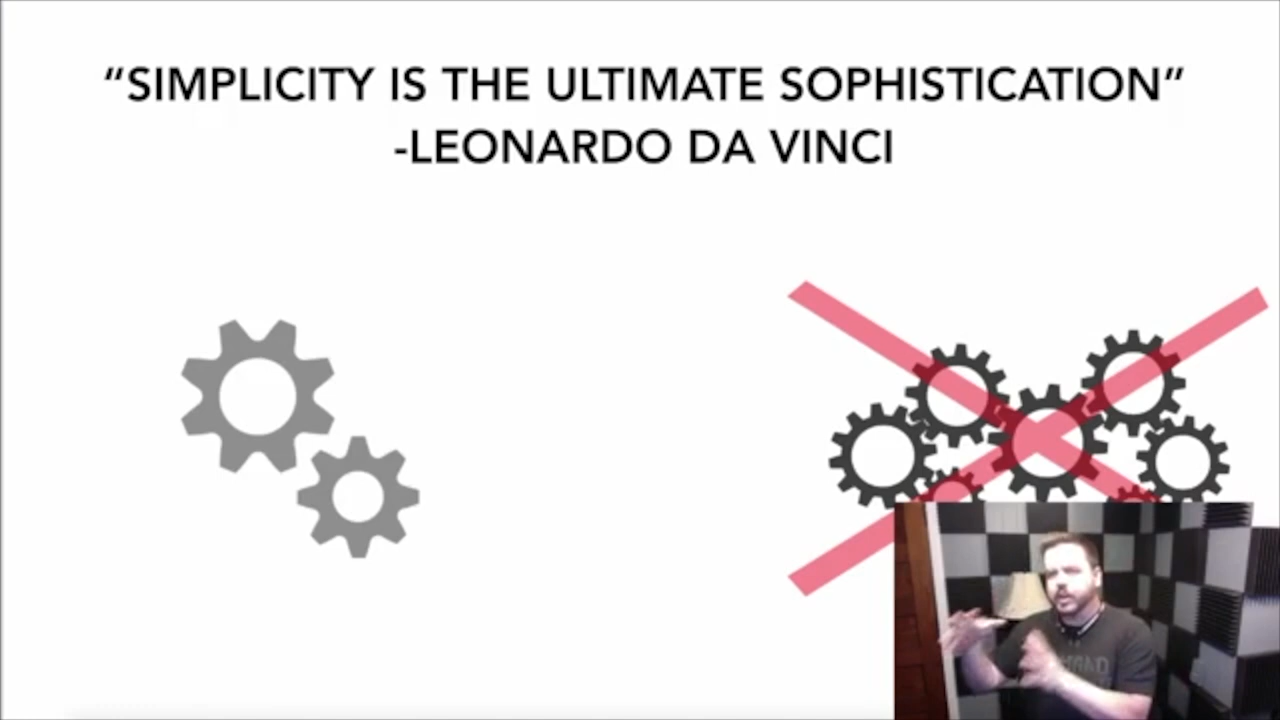 “SIMPLICITY IS THE ULTIMATE SOPHISTICATION”
-LEONARDO DA VINCI